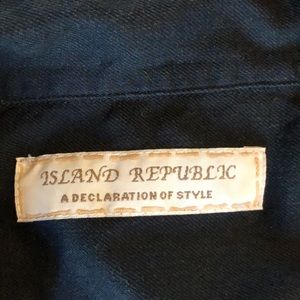 ISLAND REPUBLIC
A DECLARATION OF STYLE